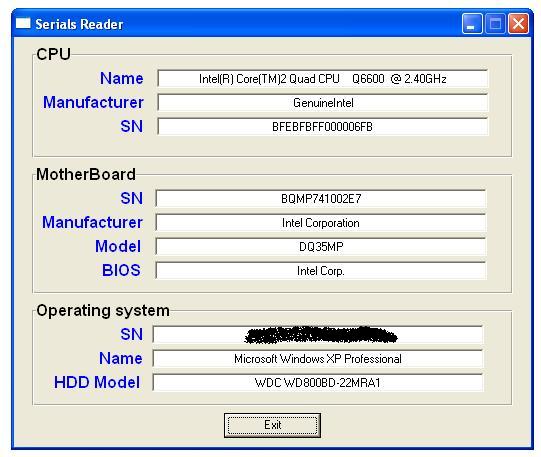 Serials Reader
CPU
Name Intel(R) Core(TM)2 Quad CPU Q6600 @ 2.40GHz
Manufacturer GenuineIntel
SN BFEBFBFF000006FB
MotherBoard
SN BQMP741002E7
Manufacturer Intel Corporation
Model DQ35MP
BIOS Intel Corp.
Operating system
SN
Name Microsoft Windows XP Professional
HDD Model WDC WD800BD-22MRA1
Exit